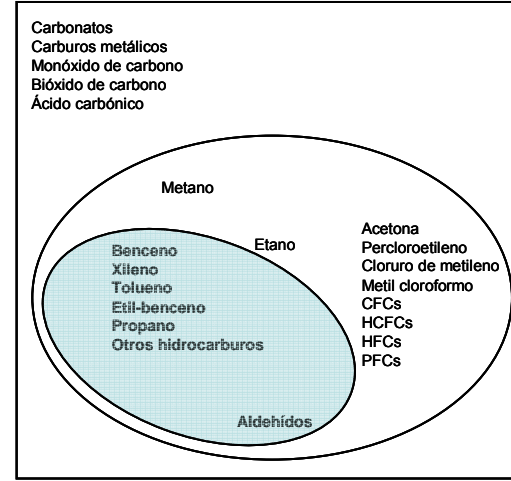 Carbonatos
Carburos metálicos
Monóxido de carbono
Bióxido de carbono
Ácido carbónico
Metano
Etano
Benceno
Xileno
Tolueno
Etil-benceno
Propano
Otros hidrocarburos
Aldehídos
Acetona
Percloroetileno
Cloruro de metileno
Metil cloroformo
CFCs
HCFCs
HFCs
PFCs